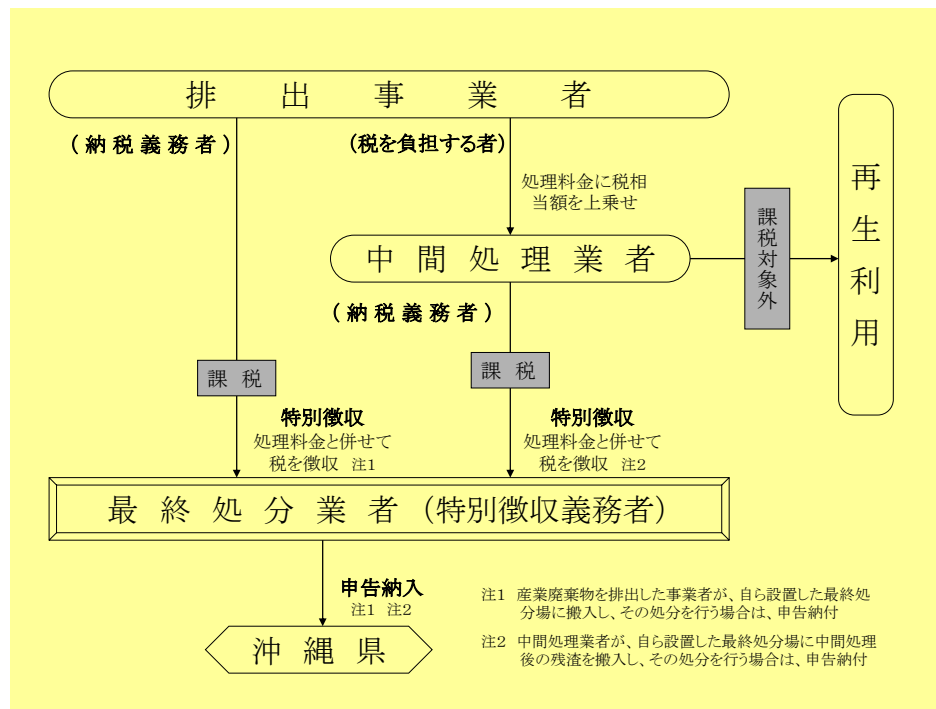 排出事業者
(納税義務者)
(税を負担する者)
処理料金に税相
当額を上乗せ
中間処理業者
課税対象外
再生利用
(納税義務者)
課税
課税
特別徴収
処理料金と併せて
税を徴収 注1
特別徴収
処理料金と併せて
税を徴収 注2
最終処分業者(特別徴収義務者)
申告納入
注1 注2
沖縄県
注1 産業廃棄物を排出した事業者が、自ら設置した最終処
分場に搬入し、その処分を行う場合は、申告納付
注2 中間処理業者が、自ら設置した最終処分場に中間処理
後の残渣を搬入し、その処分を行う場合は、申告納付